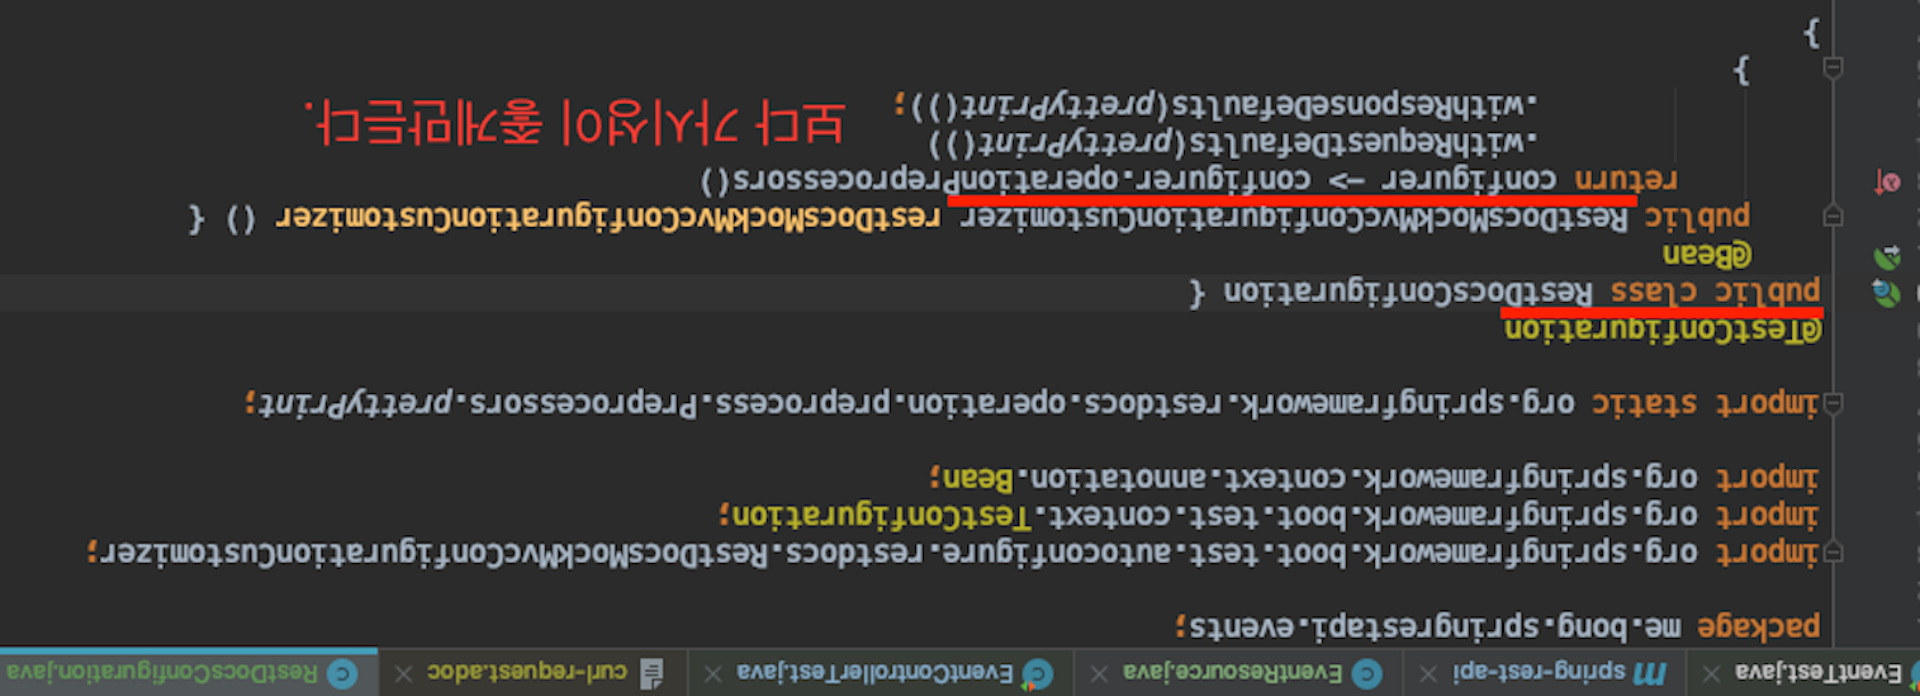 EventTest.java
spring-rest-api
EventResource.java
EventControllerTest.java
curl-request.adoc
RestDocsConfiguration.java
package me.bong.springrestapi.events;
import org.springframework.boot.test.autoconfigure.restdocs.RestDocsMockMvcConfigurationCustomizer;
import org.springframework.boot.test.context.TestConfiguration;
import org.springframework.context.annotation.Bean;
import static org.springframework.restdocs.operation.preprocess.Preprocessors.prettyPrint;
@TestConfiguration
public class RestDocsConfiguration {
@Bean
public RestDocsMockMvcConfigurationCustomizer restDocsMockMvcConfigurationCustomizer () {
return configurer -> configurer.operationPreprocessors()
.withRequestDefaults(prettyPrint())
.withResponseDefaults(prettyPrint());
보다 가시성이 좋게만든다.
}
}